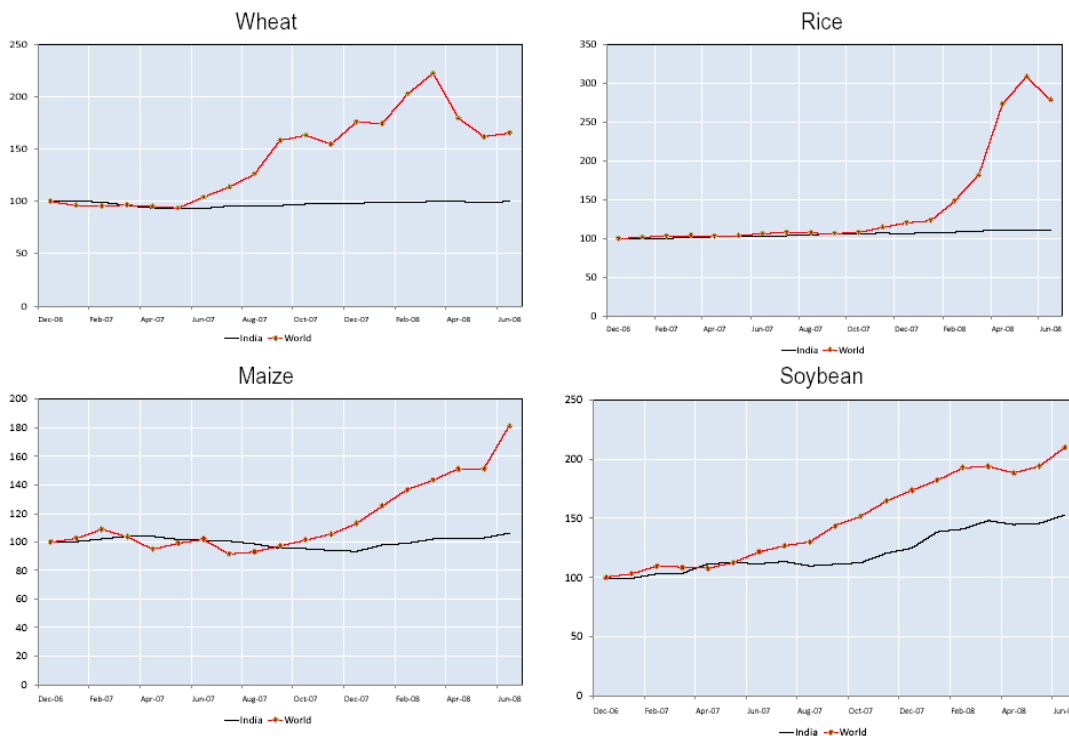 Wheat
250
200
150
100
50
0
Dec-06 Feb-07 Apr-07 Jun-07 Aug-07 Oct-07 Dec-07 Feb-08 Apr-08 Jun-08
India World
Rice
350
300
250
200
150
100
50
0
Dec-06 Feb-07 Apr-07 Jun-07 Aug-07 Oct-07 Dec-07 Feb-08 Apr-08 Jun-08
India World
Maize
200
180
160
140
120
100
80
60
40
20
0
Dec-06 Feb-07 Apr-07 Jun-07 Aug-07 Oct-07 Dec-07 Feb-08 Apr-08 Jun-08
India World
Soybean
250
200
150
100
50
0
Dec-06 Feb-07 Apr-07 Jun-07 Aug-07 Oct-07 Dec-07 Feb-08 Apr-08
India World